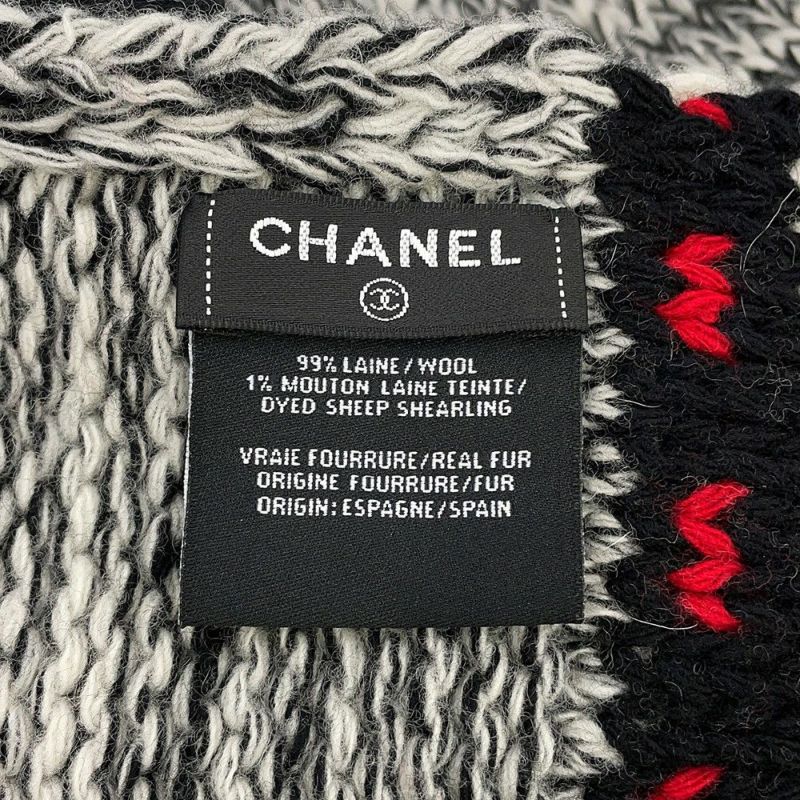 CHANEL
99% LAINE/WOOL
1% MOUTON LAINE TEINTE/
DYED SHEEP SHEARLING
VRAIE FOURRURE/REAL FUR
ORIGINE FOURRURE/FUR
ORIGIN: ESPAGNE/SPAIN